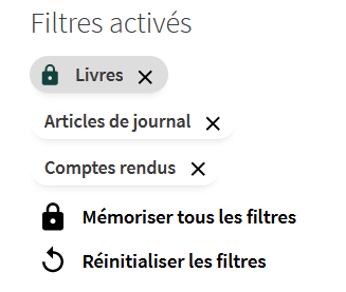 Filtres activés
Livres
Articles de journal
Comptes rendus
Mémoriser tous les filtres
Réinitialiser les filtres